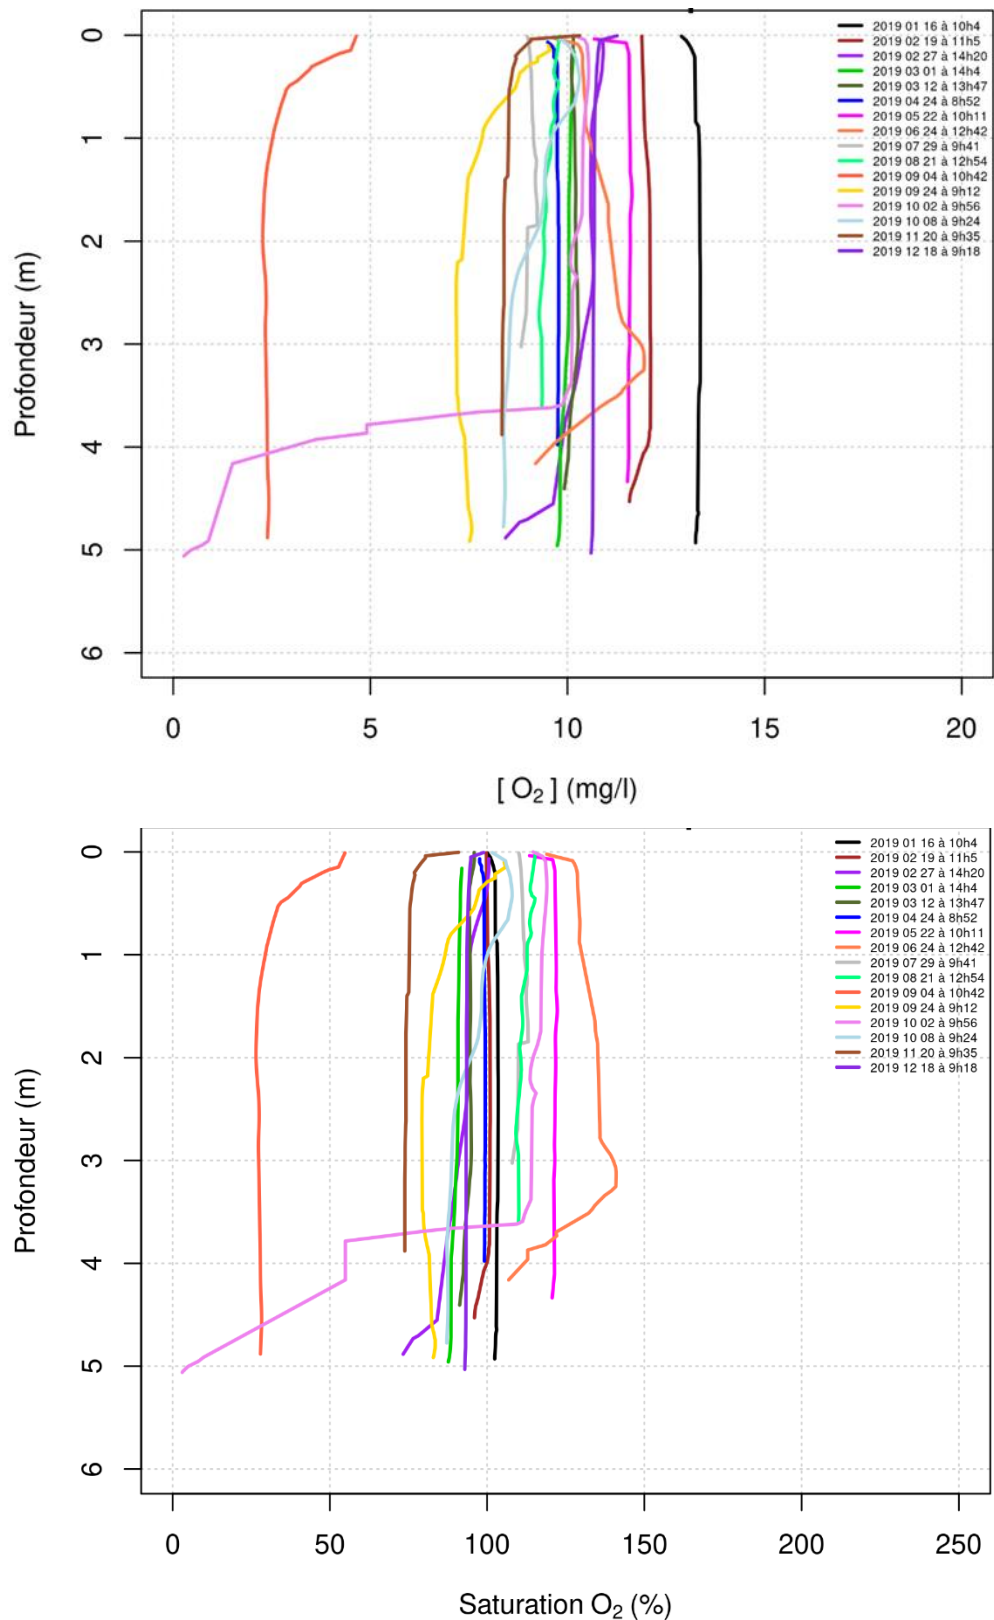 2019 01 16 à 10h4
2019 02 19 à 11h5
2019 02 27 à 14h20
2019 03 01 à 14h4
2019 03 12 à 13h47
2019 04 24 à 8h52
2019 05 22 à 10h11
2019 06 24 à 12h42
2019 07 29 à 9h41
2019 08 21 à 12h54
2019 09 04 à 10h42
2019 09 24 à 9h12
2019 10 02 à 9h56
2019 10 08 à 9h24
2019 11 20 à 9h35
2019 12 18 à 9h18
0
1
2
3
4
5
6
Profondeur (m)
0 5 10 15 20
[ O₂ ] (mg/l)
2019 01 16 à 10h4
2019 02 19 à 11h5
2019 02 27 à 14h20
2019 03 01 à 14h4
2019 03 12 à 13h47
2019 04 24 à 8h52
2019 05 22 à 10h11
2019 06 24 à 12h42
2019 07 29 à 9h41
2019 08 21 à 12h54
2019 09 04 à 10h42
2019 09 24 à 9h12
2019 10 02 à 9h56
2019 10 08 à 9h24
2019 11 20 à 9h35
2019 12 18 à 9h18
0
1
2
3
4
5
6
Profondeur (m)
0 50 100 150 200 250
Saturation O₂ (%)